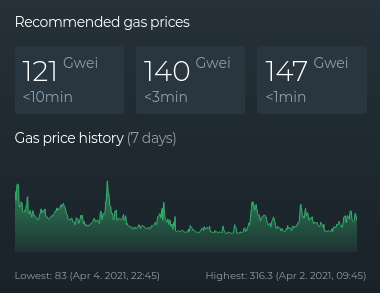 Recommended gas prices
121 Gwei 140 Gwei 147 Gwei
<10min <3min <1min
Gas price history (7 days)
Lowest: 83 (Apr 4. 2021, 22:45) Highest: 316.3 (Apr 2. 2021, 09:45)